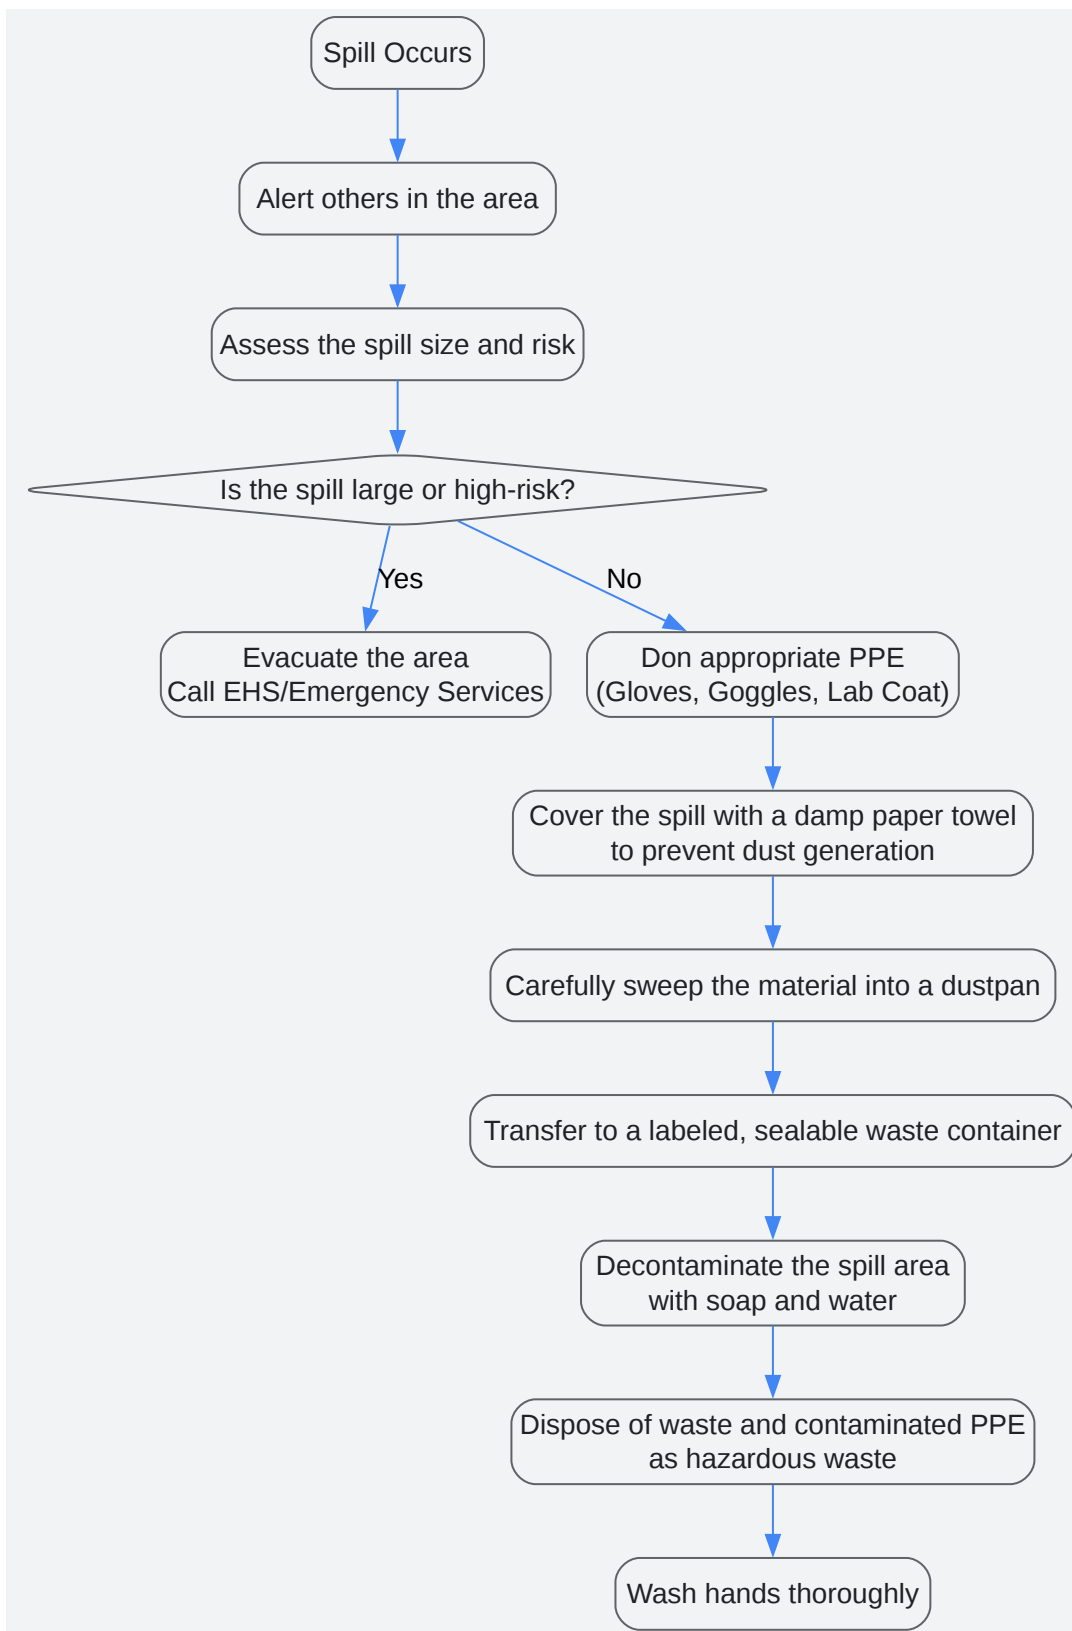 Spill Occurs
Alert others in the area
Assess the spill size and risk
Is the spill large or high-risk?
Yes
No
Evacuate the area
Call EHS/Emergency Services
Don appropriate PPE
(Gloves, Goggles, Lab Coat)
Cover the spill with a damp paper towel
to prevent dust generation
Carefully sweep the material into a dustpan
Transfer to a labeled, sealable waste container
Decontaminate the spill area
with soap and water
Dispose of waste and contaminated PPE
as hazardous waste
Wash hands thoroughly